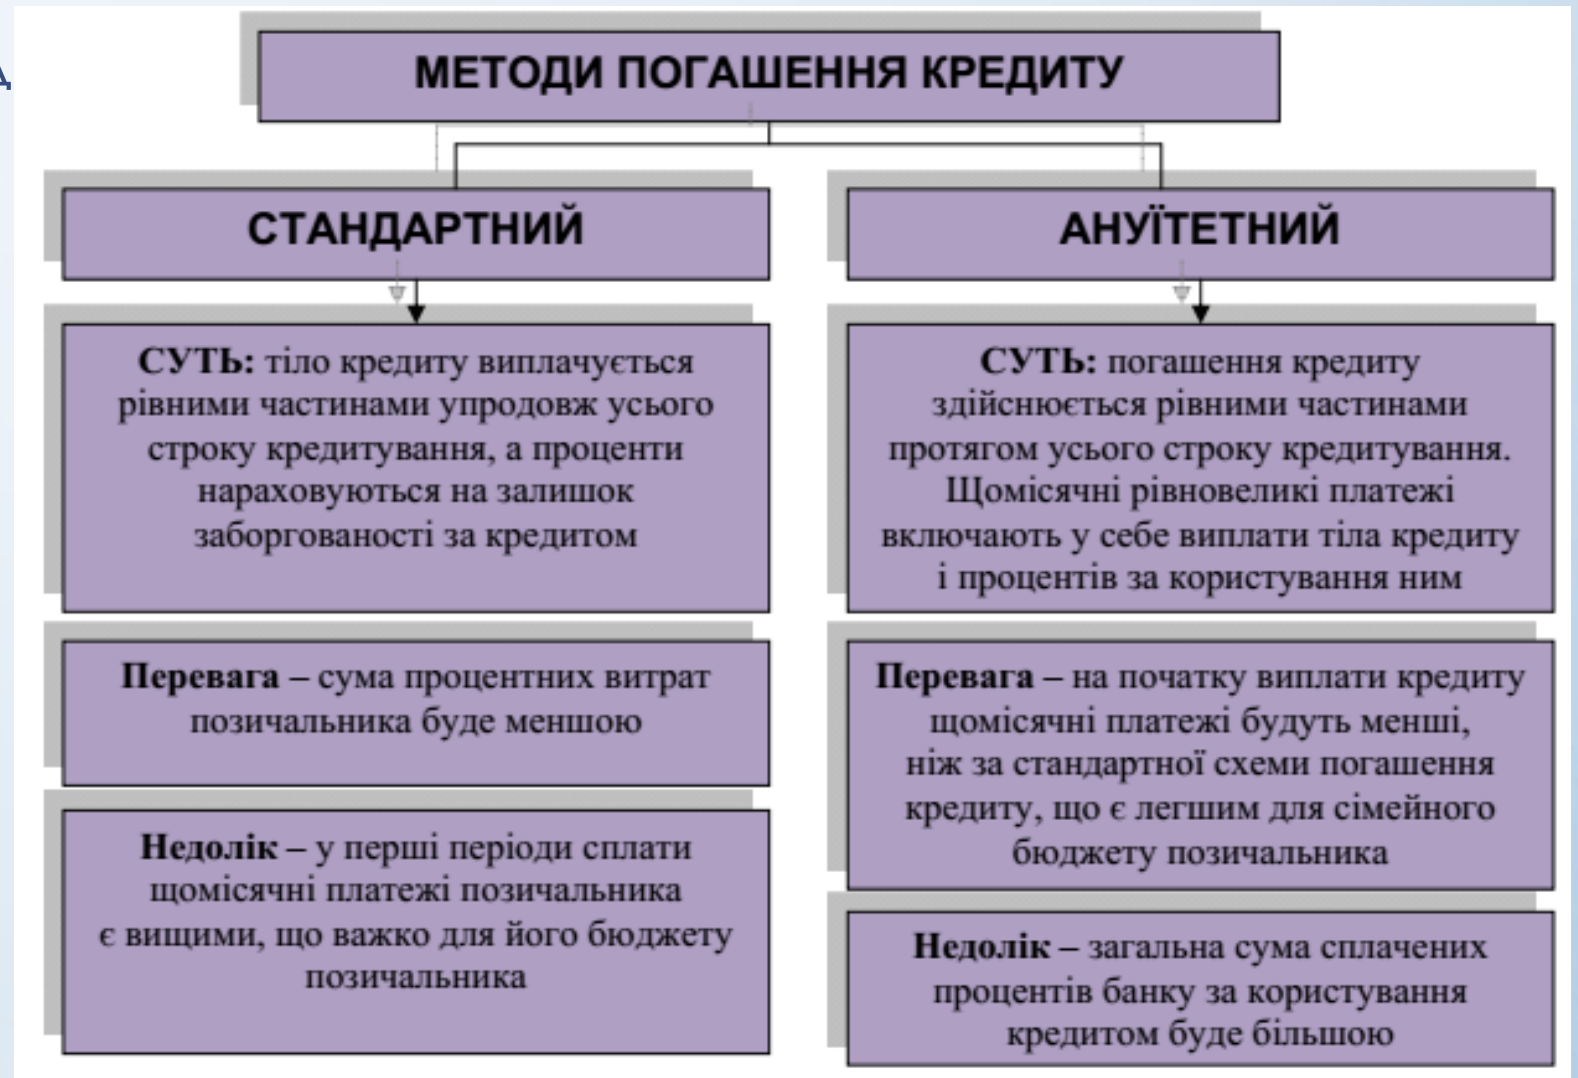 МЕТОДИ ПОГАШЕННЯ КРЕДИТУ
СТАНДАРТНИЙ
СУТЬ: тіло кредиту виплачується
рівними частинами упродовж усього
строку кредитування, а проценти
нараховуються на залишок
заборгованості за кредитом
Перевага – сума процентних витрат
позичальника буде меншою
Недолік – у перші періоди сплати
щомісячні платежі позичальника
є вищими, що важко для його бюджету
позичальника
АНУЇТЕТНИЙ
СУТЬ: погашення кредиту
здійснюється рівними частинами
протягом усього строку кредитування.
Щомісячні рівновеликі платежі
включають у себе виплати тіла кредиту
і процентів за користування ним
Перевага – на початку виплати кредиту
щомісячні платежі будуть менші,
ніж за стандартної схеми погашення
кредиту, що є легшим для сімейного
бюджету позичальника
Недолік – загальна сума сплачених
процентів банку за користування
кредитом буде більшою